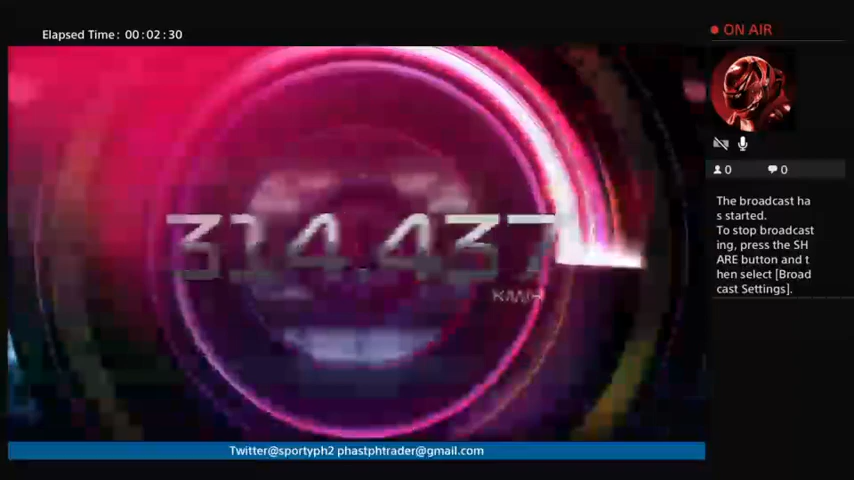 Elapsed Time: 00:02:30
ON AIR
314.437
KM/H
0 0
The broadcast ha
s started.
To stop broadcast
ing, press the SH
ARE button and t
hen select [Broad
cast Settings].
Twitter@sportyph2 phastphtrader@gmail.com